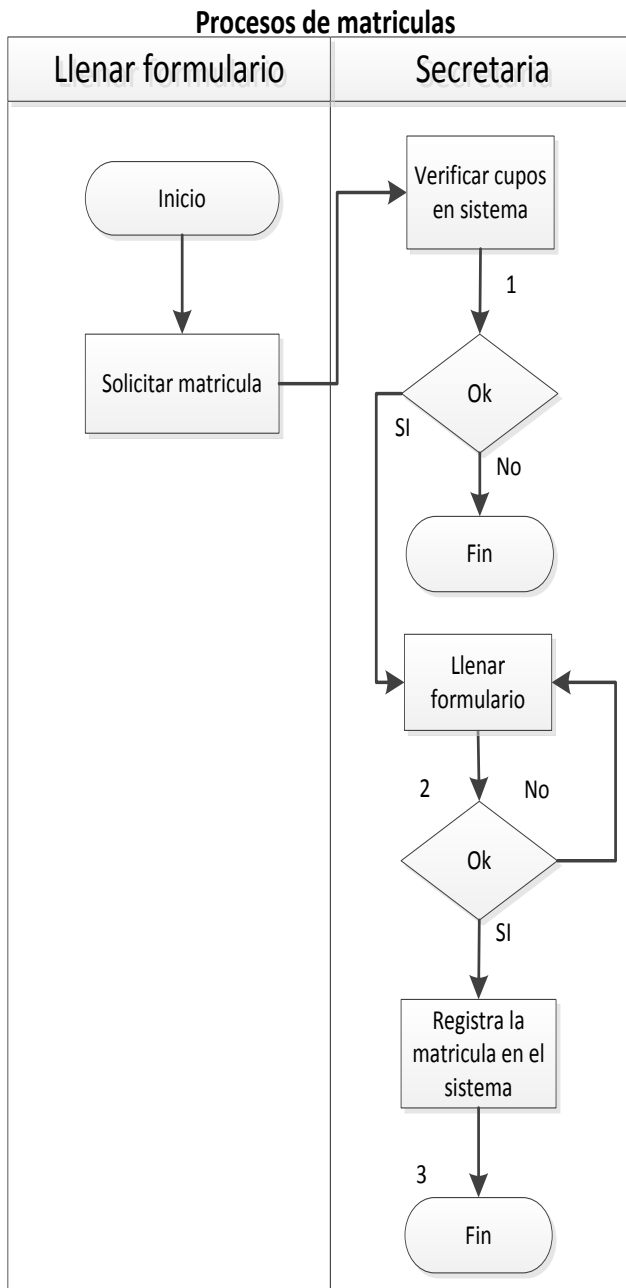 Procesos de matriculas
Llenar formulario
Secretaria
Inicio
Solicitar matricula
Verificar cupos
en sistema
1
Ok
SI
No
Fin
Llenar
formulario
2
No
Ok
SI
Registra la
matricula en el
sistema
3
Fin